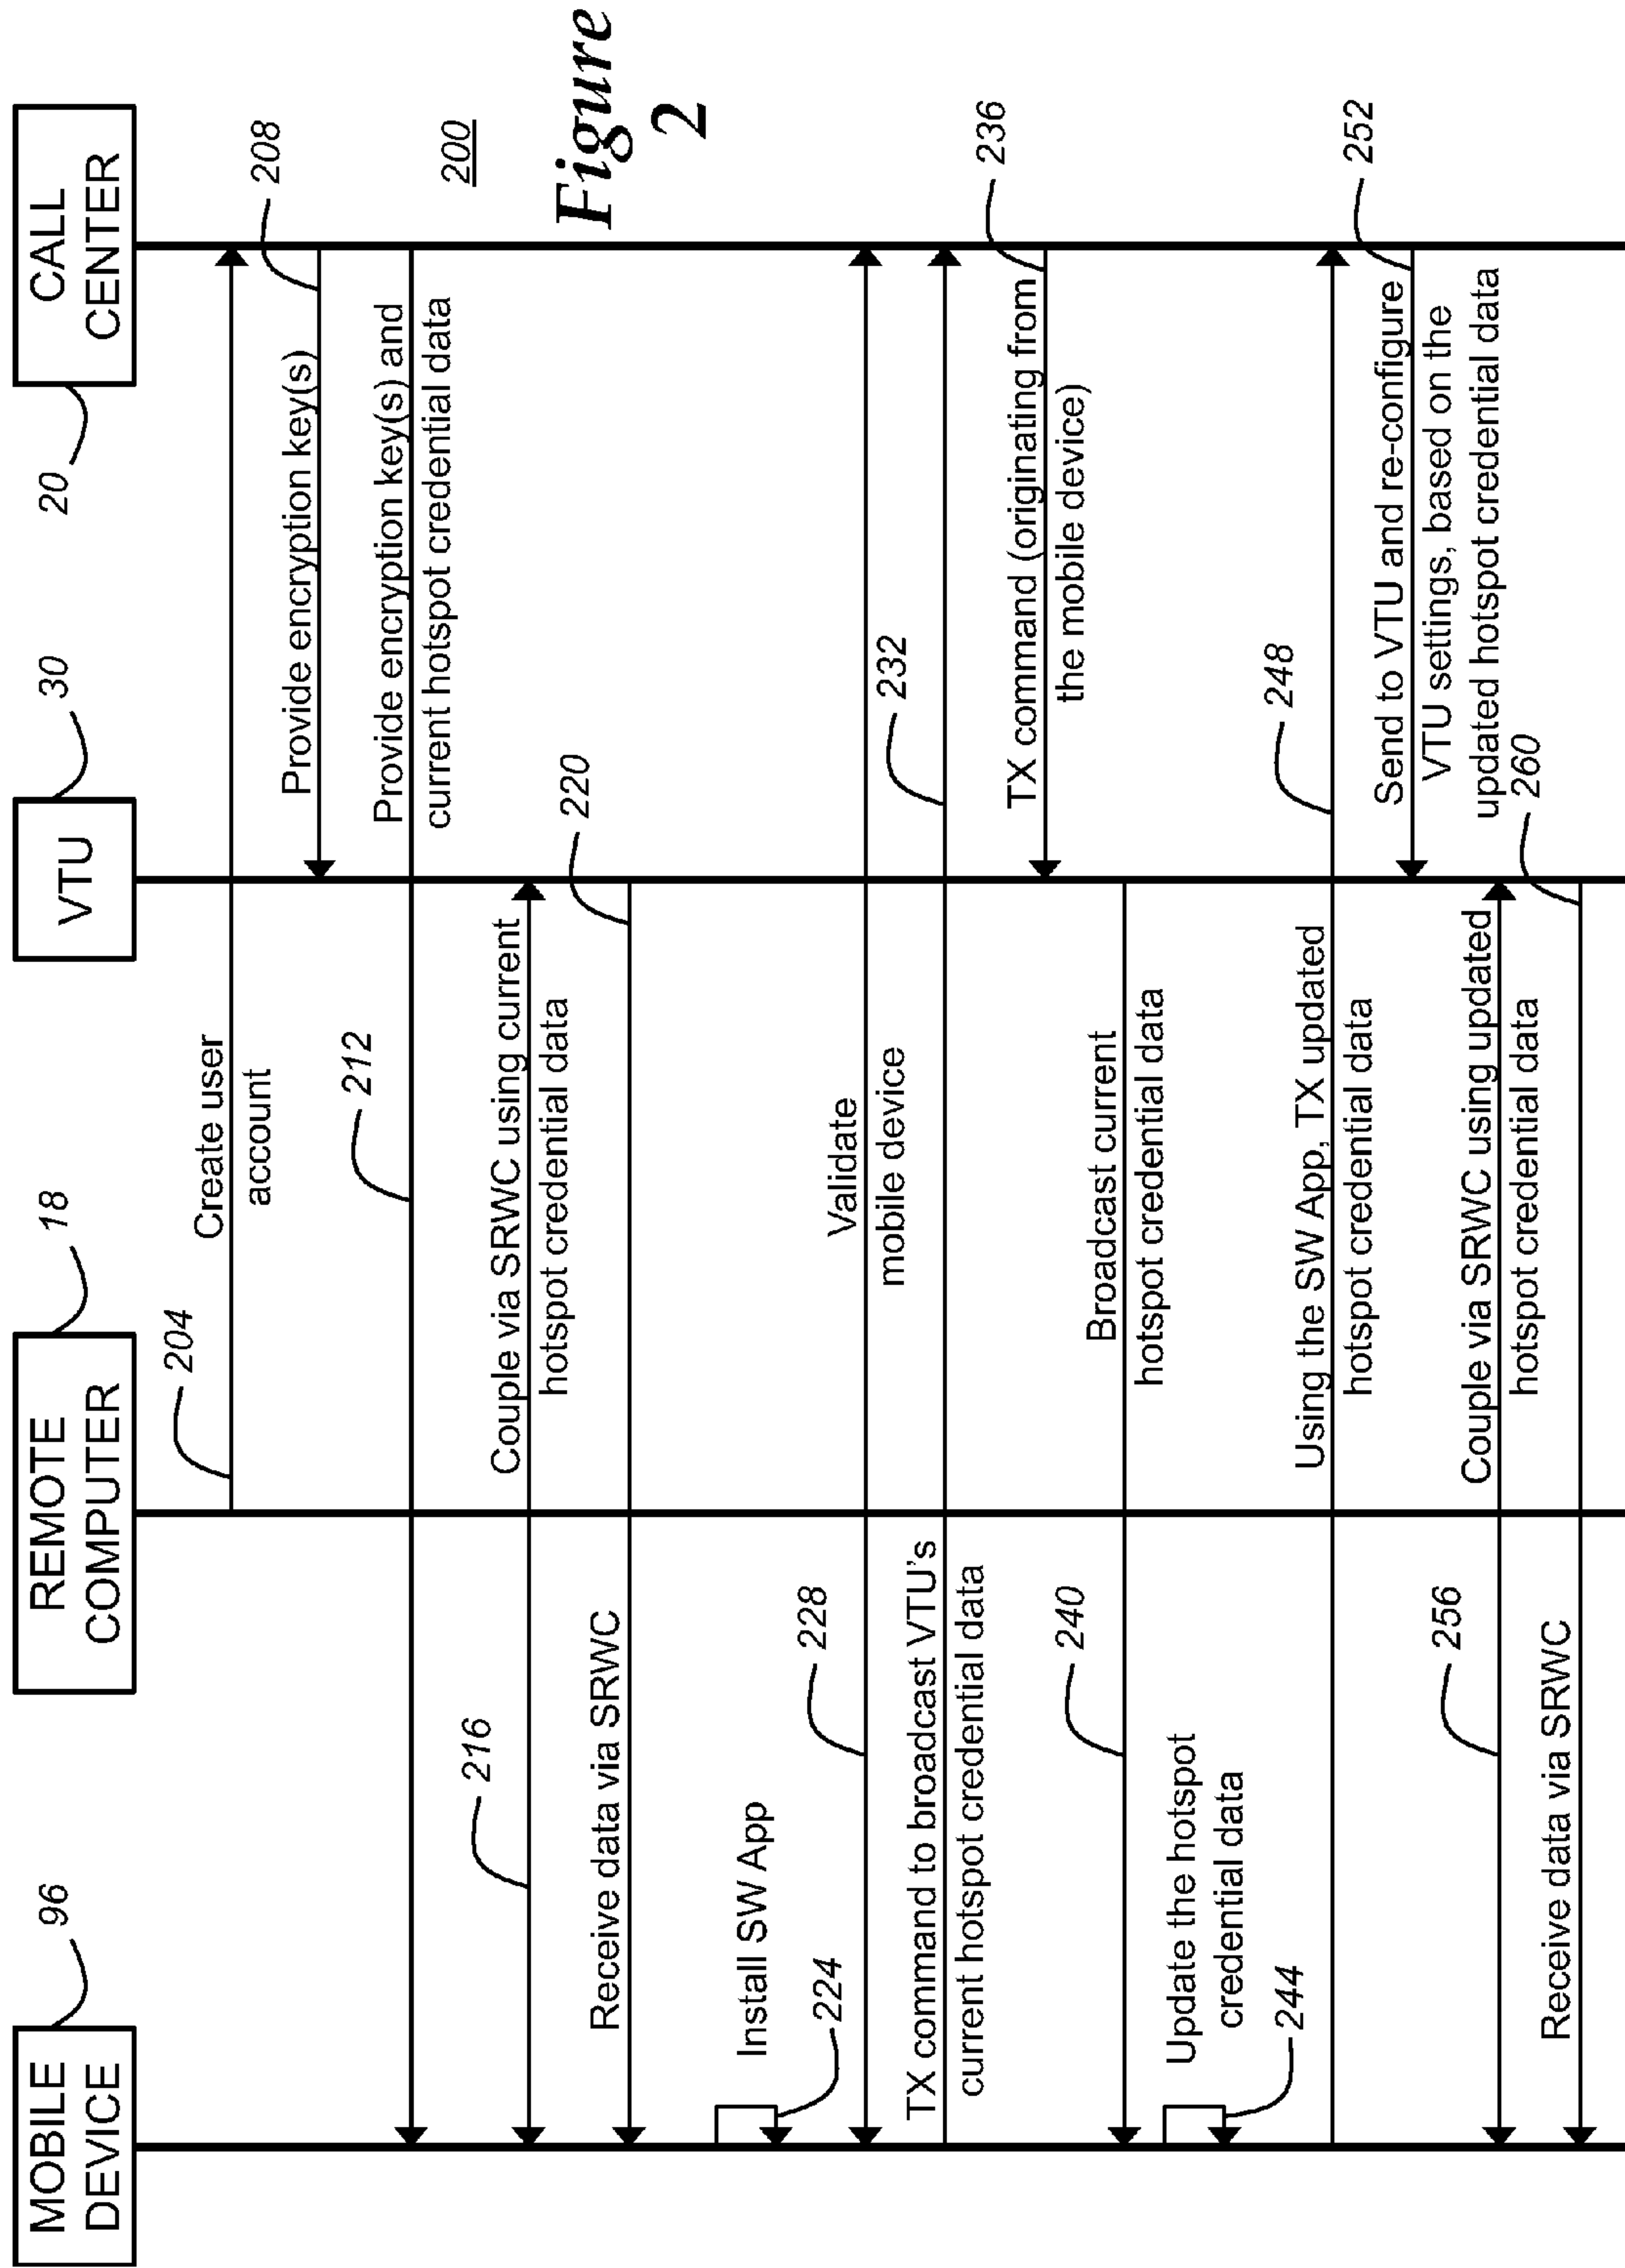 MOBILE
DEVICE
96
REMOTE
COMPUTER
18
VTU
30
CALL
CENTER
20
204
Create user
account
208
Provide encryption key(s)
212
Provide encryption key(s) and
current hotspot credential data
200
Figure
2
216
Couple via SRWC using current
hotspot credential data
220
Receive data via SRWC
Install SW App
224
228
Validate
mobile device
232
TX command to broadcast VTU's
current hotspot credential data
236
TX command (originating from
the mobile device)
240
Broadcast current
hotspot credential data
Update the hotspot
credential data
244
248
Using the SW App, TX updated
hotspot credential data
252
Send to VTU and re-configure
VTU settings, based on the
updated hotspot credential data
256
Couple via SRWC using updated
hotspot credential data
260
Receive data via SRWC